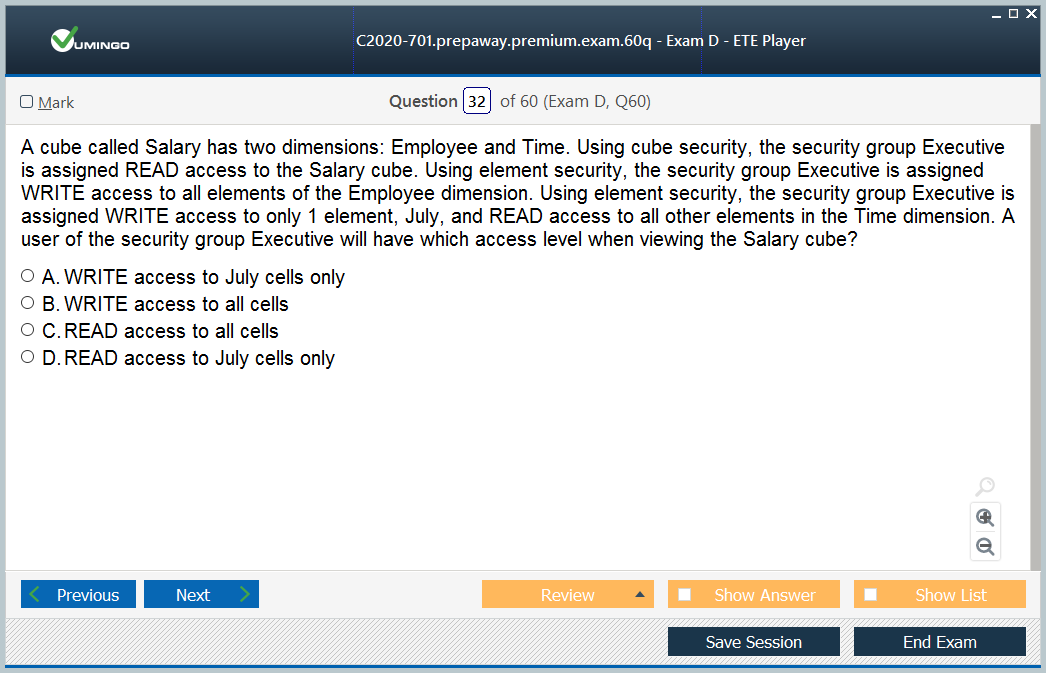 VUMINGO
C2020-701.prepaway.premium.exam.60q - Exam D - ETE Player
Mark
Question 32 of 60 (Exam D, Q60)
A cube called Salary has two dimensions: Employee and Time. Using cube security, the security group Executive
is assigned READ access to the Salary cube. Using element security, the security group Executive is assigned
WRITE access to all elements of the Employee dimension. Using element security, the security group Executive is
assigned WRITE access to only 1 element, July, and READ access to all other elements in the Time dimension. A
user of the security group Executive will have which access level when viewing the Salary cube?
A. WRITE access to July cells only
B. WRITE access to all cells
C. READ access to all cells
D. READ access to July cells only
Previous
Next
Review
Show Answer
Show List
Save Session
End Exam